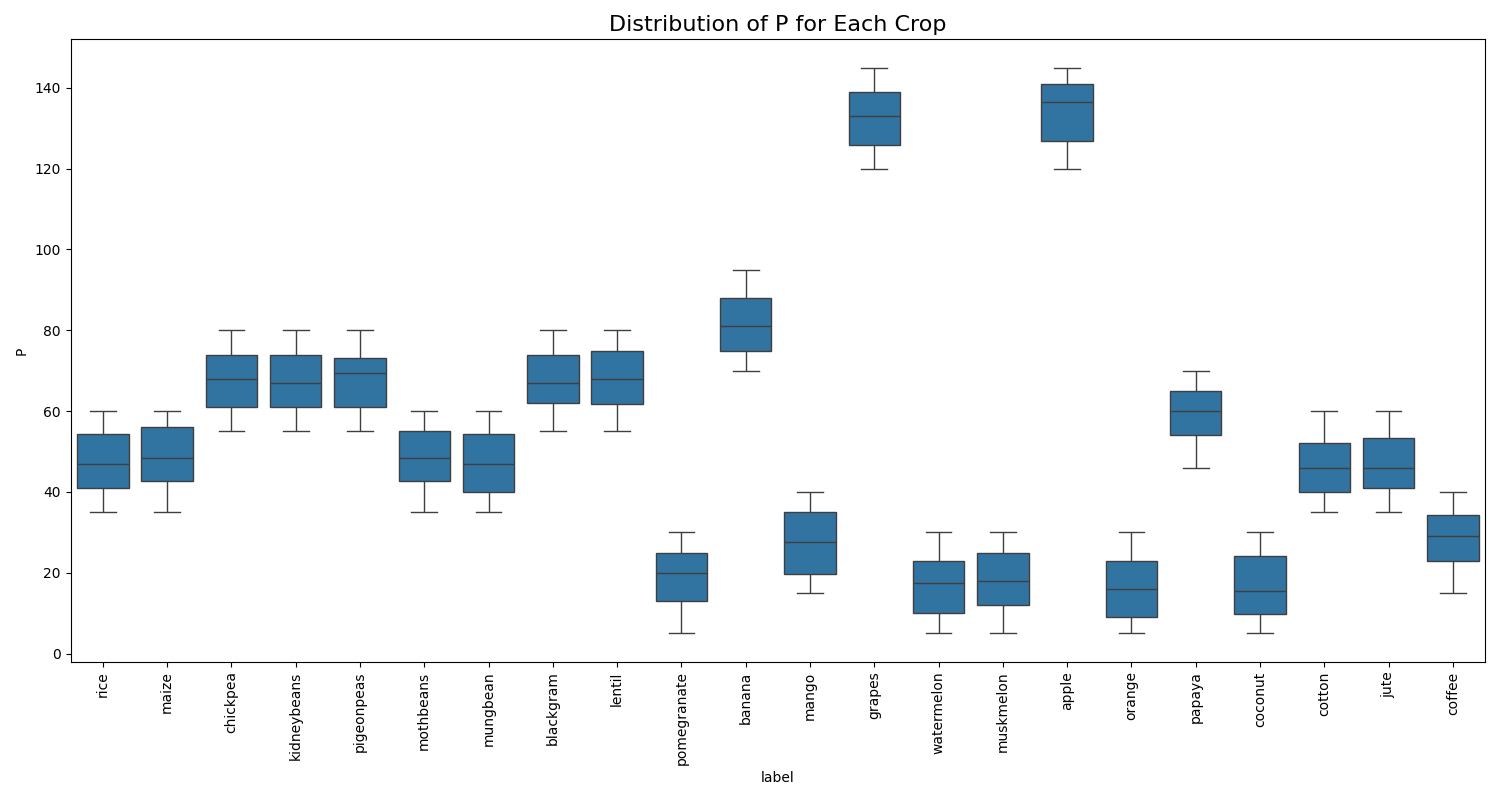 Distribution of P for Each Crop
140
120
100
80
60
40
20
0
P
rice
maize
chickpea
kidneybeans
pigeonpeas
mothbeans
mungbean
blackgram
lentil
pomegranate
banana
mango
grapes
watermelon
muskmelon
apple
orange
papaya
coconut
cotton
jute
coffee
label